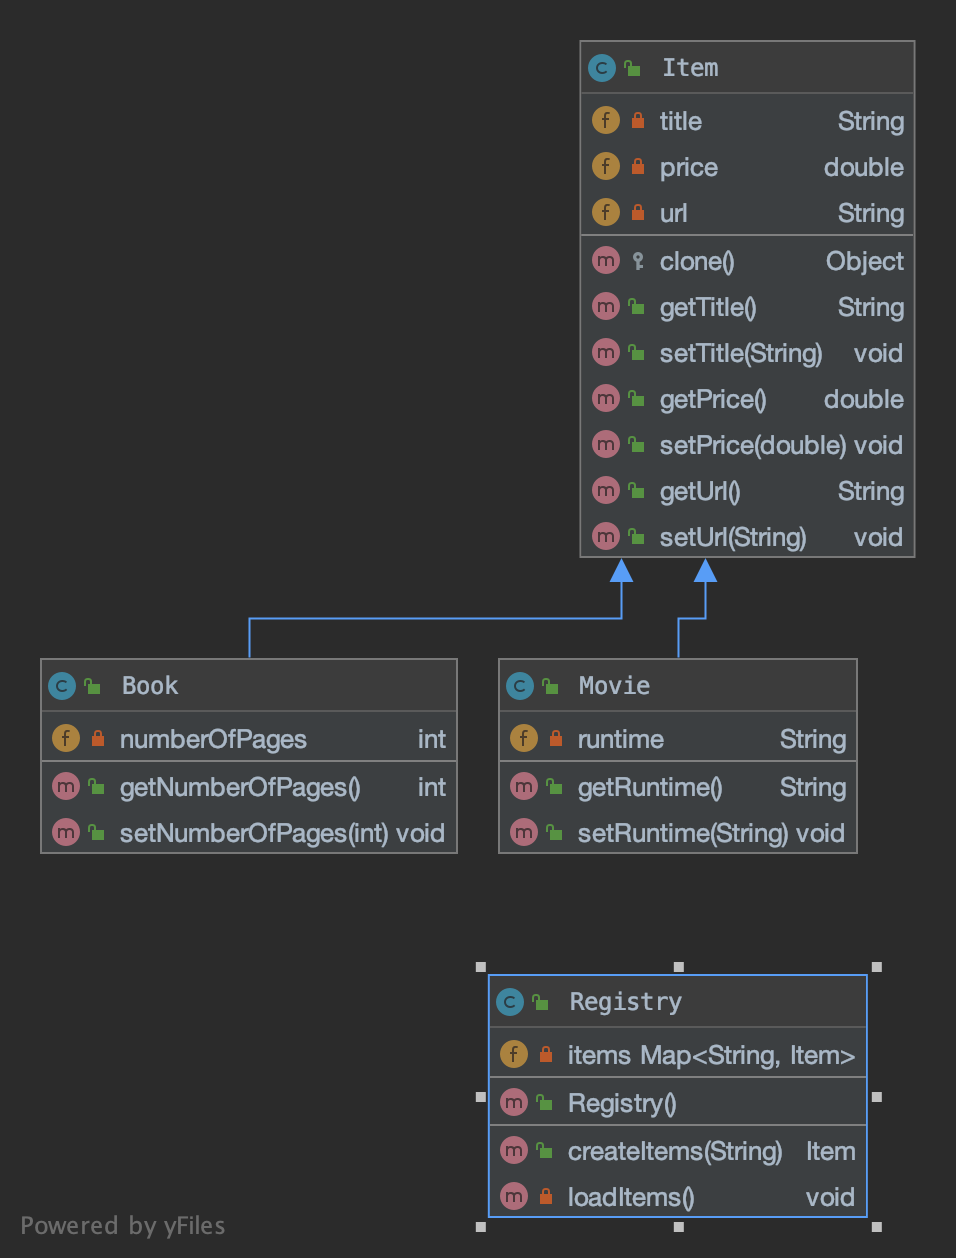 Item
title String
price double
url String
clone() Object
getTitle() String
setTitle(String) void
getPrice() double
setPrice(double) void
getUrl() String
setUrl(String) void
Book
numberOfPages int
getNumberOfPages() int
setNumberOfPages(int) void
Movie
runtime String
getRuntime() String
setRuntime(String) void
Registry
items Map<String, Item>
Registry()
createItems(String) Item
loadItems() void
Powered by yFiles